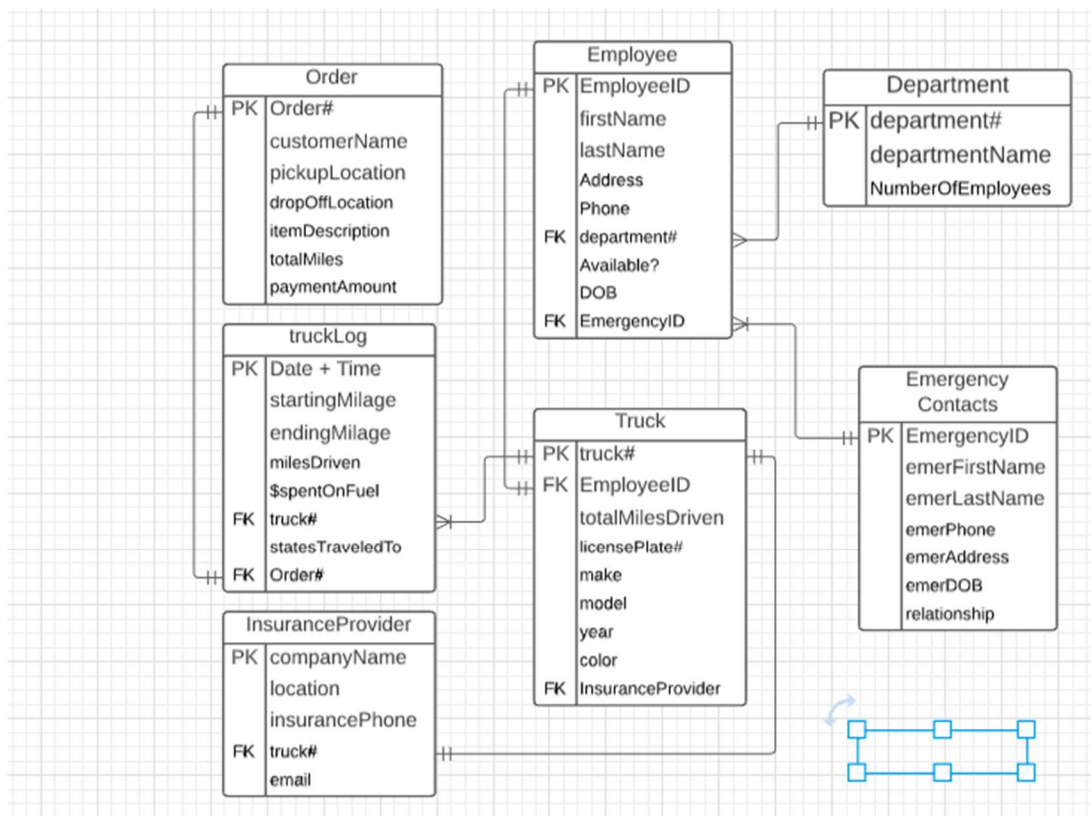 Order
PK Order#
customerName
pickupLocation
dropOffLocation
itemDescription
totalMiles
paymentAmount
truckLog
PK Date + Time
startingMilage
endingMilage
milesDriven
$spentOnFuel
FK truck#
statesTraveledTo
FK Order#
InsuranceProvider
PK companyName
location
insurancePhone
FK truck#
email
Employee
PK EmployeeID
firstName
lastName
Address
Phone
FK department#
Available?
DOB
FK EmergencyID
Truck
PK truck#
FK EmployeeID
totalMilesDriven
licensePlate#
make
model
year
color
FK InsuranceProvider
Department
PK department#
departmentName
NumberOfEmployees
Emergency
Contacts
PK EmergencyID
emerFirstName
emerLastName
emerPhone
emerAddress
emerDOB
relationship